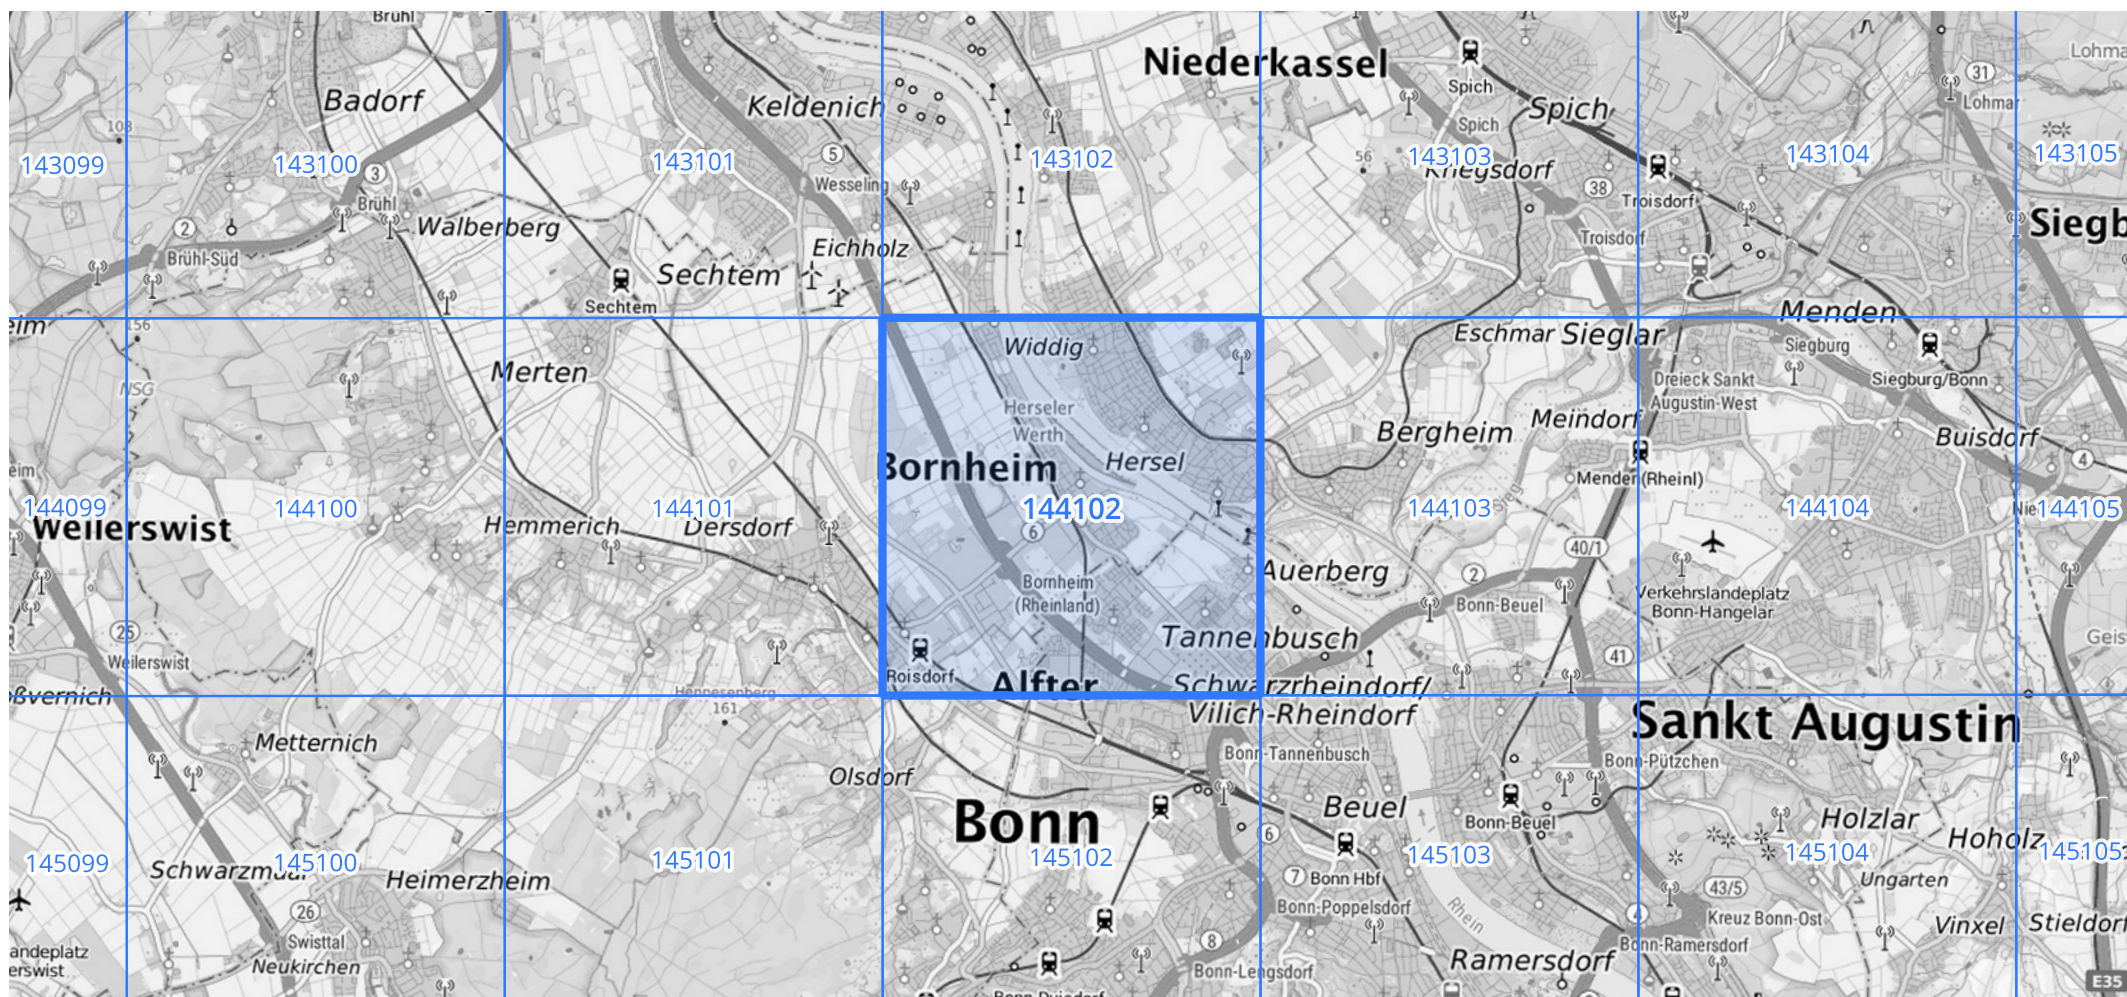 Brühl
Niederkassel
Spich
Badorf
Keldenich
31
Lohmar
108
5
Spich
Spich
56
143099
143100
143101
143102
143103
143104
143105
3
Wesseling
Kriegsdorf
38
Troisdorf
Brühl
Walberberg
2
Brühl-Süd
Eichholz
Troisdorf
Sechtem
Sechtem
Menden
156
Widdig
Eschmar
Sieglar
Siegburg
Merten
NSG
Dreieck Sankt
Augustin-West
Siegburg/Bonn
Herseler
Werth
Meindorf
Bergheim
Buisdorf
Bornheim
Hersel
4
Menden (Rheinl)
144099
144100
144101
144102
144103
144104
144105
Weilerswist
Hemmerich
Dersdorf
6
Sieg
40/1
Auerberg
2
Bornheim
(Rheinland)
Bonn-Beuel
Verkehrslandeplatz
Bonn-Hangelar
25
Weilerswist
Tannenbusch
41
Roisdorf
Alfter
Schwarzrheindorf/
Vilich-Rheindorf
Hennesenberg
161
Sankt Augustin
Metternich
Bonn-Tannenbusch
Bonn-Pützchen
Olsdorf
Bonn
Beuel
Bonn-Beuel
Holzlar
Hoholz
6
145099
145100
145101
145102
145103
145104
145105
Heimerzheim
7
Bonn Hbf
43/5
Ungarten
26
Bonn-Poppelsdorf
Rhein
4
Kreuz Bonn-Ost
Vinxel
Swisttal
8
Bonn-Ramersdorf
Neukirchen
Bonn-Lengsdorf
Ramersdorf
E35
Bonn-Duisdorf